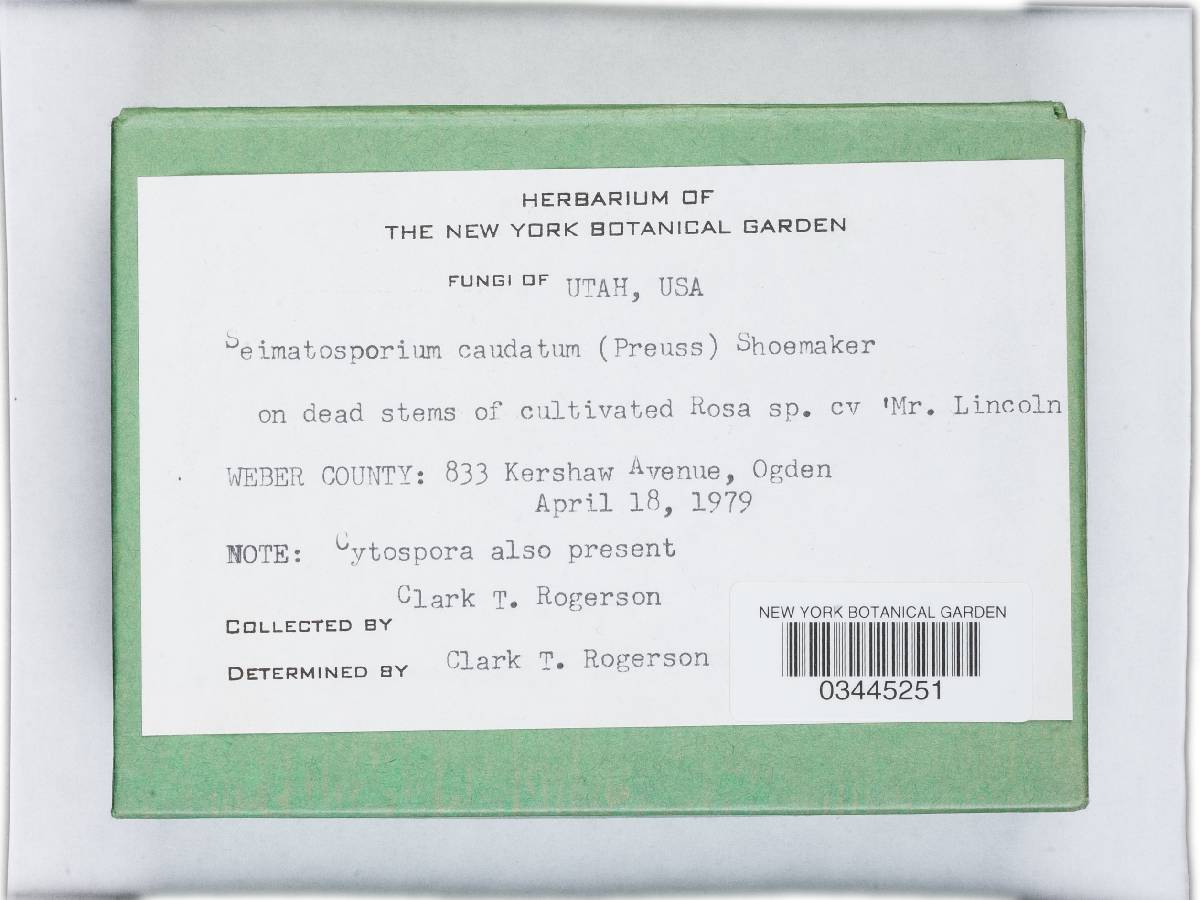 HERBARIUM OF
THE NEW YORK BOTANICAL GARDEN
FUNGI OF UTAH, USA
Seimatosporium caudatum (Preuss) Shoemaker
on dead stems of cultivated Rosa sp. cv 'Mr. Lincoln
WEBER COUNTY: 833 Kershaw Avenue, Ogden
April 18, 1979
NOTE: Cytospora also present
Clark T. Rogerson
COLLECTED BY
DETERMINED BY Clark T. Rogerson
NEW YORK BOTANICAL GARDEN
03445251